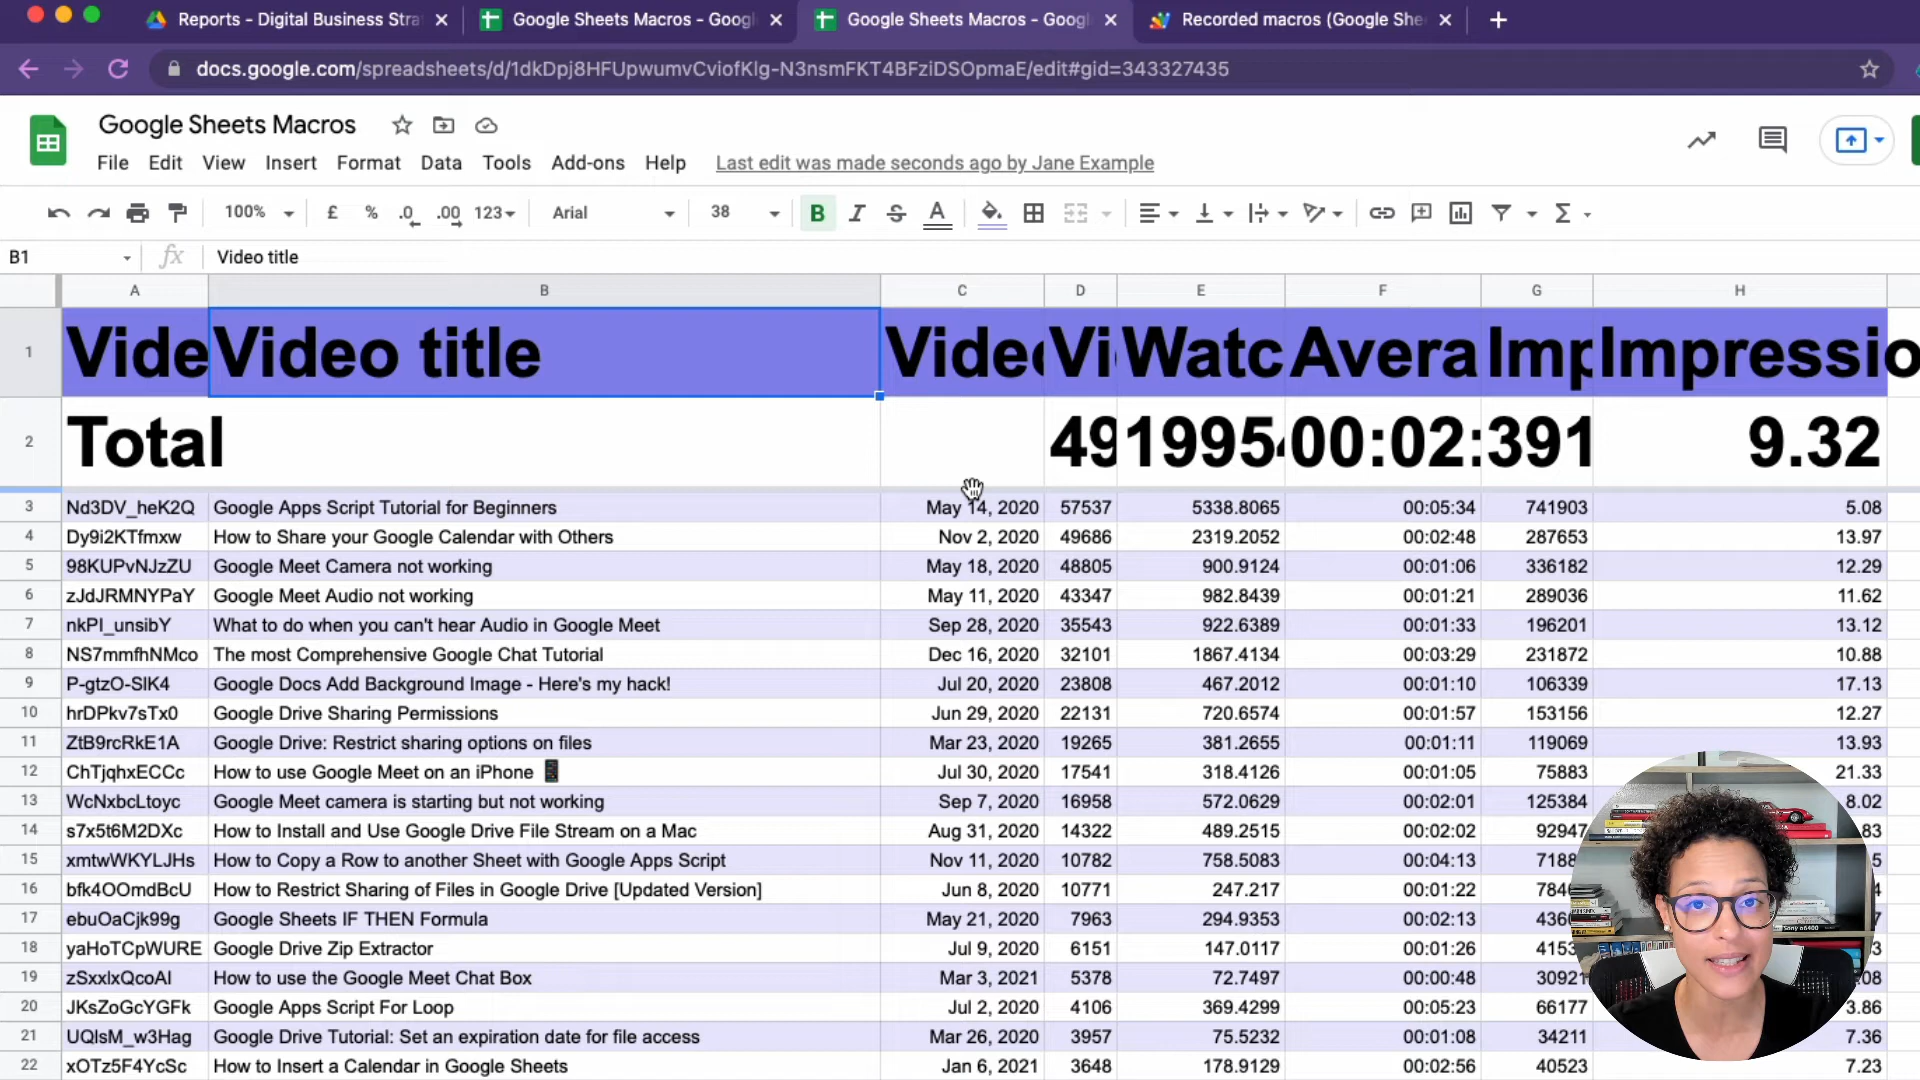 Reports - Digital Business Stra
Google Sheets Macros - Googl
Google Sheets Macros - Googl
Recorded macros (Google She
docs.google.com/spreadsheets/d/1dkDpj8HFUpwumvCviofKlg-N3nsmFKT4BFziDSOpmaE/edit#gid=343327435
Google Sheets Macros
File Edit View Insert Format Data Tools Add-ons Help Last edit was made seconds ago by Jane Example
100% £ % .0 .00 123 Arial 38 B I S A Σ
B1 fx Video title
A B C D E F G H
1 Vide Video title Video Vi Watc Avera Imp Impressio
2 Total 49 1995 00:02: 391 9.32
3 Nd3DV_heK2Q Google Apps Script Tutorial for Beginners May 14, 2020 57537 5338.8065 00:05:34 741903 5.08
4 Dy9i2KTfmxw How to Share your Google Calendar with Others Nov 2, 2020 49686 2319.2052 00:02:48 287653 13.97
5 98KUPvNJzZU Google Meet Camera not working May 18, 2020 48805 900.9124 00:01:06 336182 12.29
6 zJdJRMNYPaY Google Meet Audio not working May 11, 2020 43347 982.8439 00:01:21 289036 11.62
7 nkPI_unsibY What to do when you can't hear Audio in Google Meet Sep 28, 2020 35543 922.6389 00:01:33 196201 13.12
8 NS7mmfhNMco The most Comprehensive Google Chat Tutorial Dec 16, 2020 32101 1867.4134 00:03:29 231872 10.88
9 P-gtzO-SlK4 Google Docs Add Background Image - Here's my hack! Jul 20, 2020 23808 467.2012 00:01:10 106339 17.13
10 hrDPkv7sTx0 Google Drive Sharing Permissions Jun 29, 2020 22131 720.6574 00:01:57 153156 12.27
11 ZtB9rcRkE1A Google Drive: Restrict sharing options on files Mar 23, 2020 19265 381.2655 00:01:11 119069 13.93
12 ChTjqhxECCc How to use Google Meet on an iPhone Jul 30, 2020 17541 318.4126 00:01:05 75883 21.33
13 WcNxbcLtoyc Google Meet camera is starting but not working Sep 7, 2020 16958 572.0629 00:02:01 125384 8.02
14 s7x5t6M2DXc How to Install and Use Google Drive File Stream on a Mac Aug 31, 2020 14322 489.2515 00:02:02 92947 83
15 xmtwWKYLJHs How to Copy a Row to another Sheet with Google Apps Script Nov 11, 2020 10782 758.5083 00:04:13 7188 5
16 bfk4OOmdBcU How to Restrict Sharing of Files in Google Drive [Updated Version] Jun 8, 2020 10771 247.217 00:01:22 784 4
17 ebuOaCjk99g Google Sheets IF THEN Formula May 21, 2020 7963 294.9353 00:02:13 436 7
18 yaHoTCpWURE Google Drive Zip Extractor Jul 9, 2020 6151 147.0117 00:01:26 4153 3
19 zSxxlxQcoAI How to use the Google Meet Chat Box Mar 3, 2021 5378 72.7497 00:00:48 30921 .08
20 JKsZoGcYGFk Google Apps Script For Loop Jul 2, 2020 4106 369.4299 00:05:23 66177 3.86
21 UQlsM_w3Hag Google Drive Tutorial: Set an expiration date for file access Mar 26, 2020 3957 75.5232 00:01:08 34211 7.36
22 xOTz5F4YcSc How to Insert a Calendar in Google Sheets Jan 6, 2021 3648 178.9129 00:02:56 40523 7.23